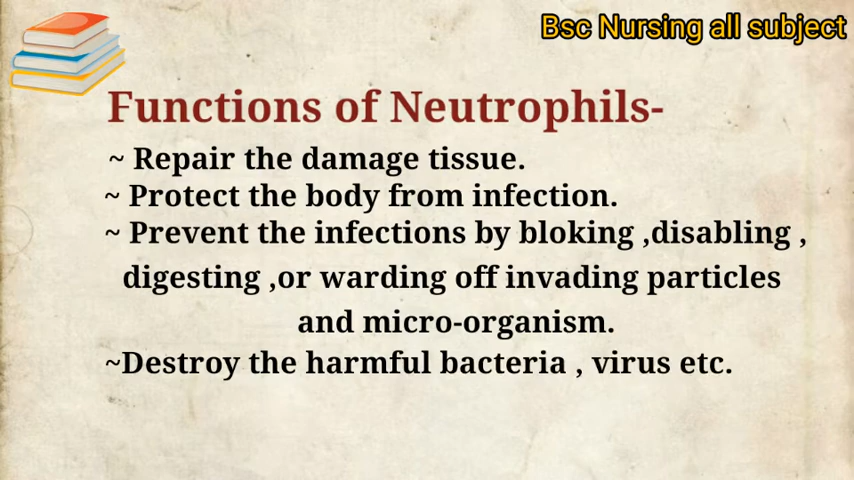 Bsc Nursing all subject
Functions of Neutrophils-
~ Repair the damage tissue.
~ Protect the body from infection.
~ Prevent the infections by bloking ,disabling ,
digesting ,or warding off invading particles
and micro-organism.
~Destroy the harmful bacteria , virus etc.